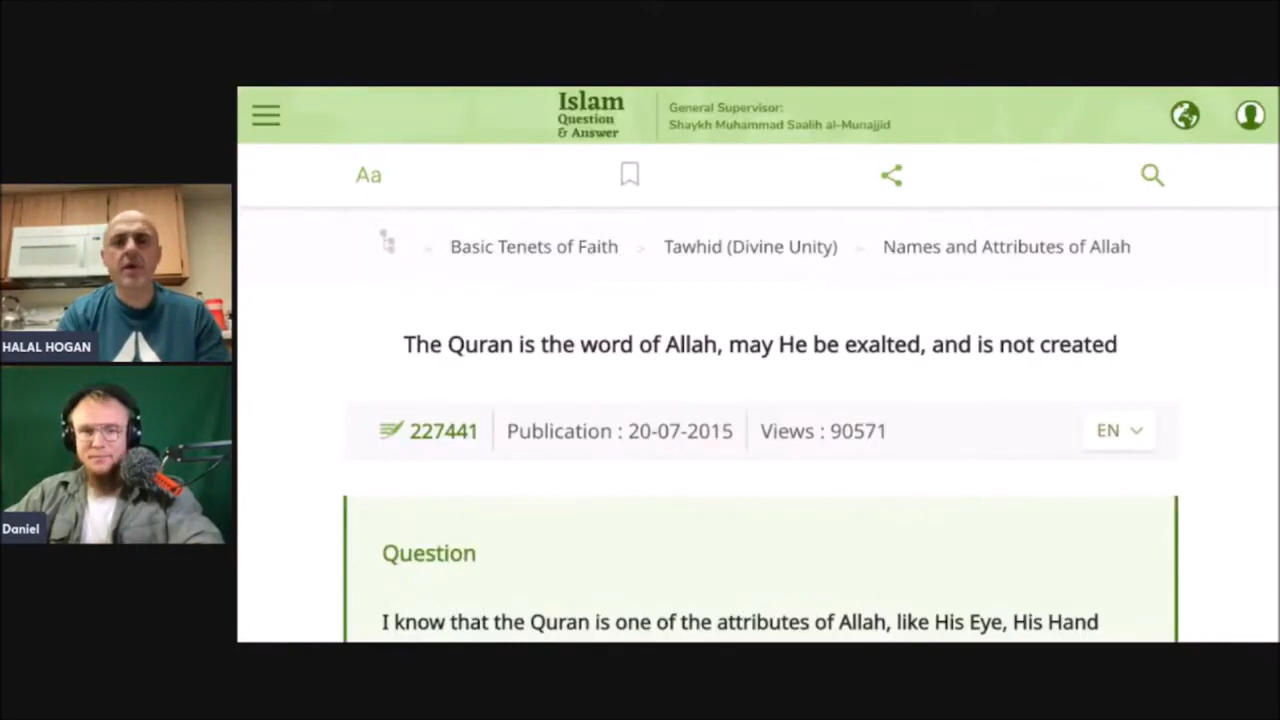 Islam
Question
& Answer
General Supervisor:
Shaykh Muhammad Saalih al-Munajjid
Aa
Basic Tenets of Faith
Tawhid (Divine Unity)
Names and Attributes of Allah
The Quran is the word of Allah, may He be exalted, and is not created
227441
Publication : 20-07-2015
Views : 90571
EN
Question
I know that the Quran is one of the attributes of Allah, like His Eye, His Hand
HALAL HOGAN
Daniel